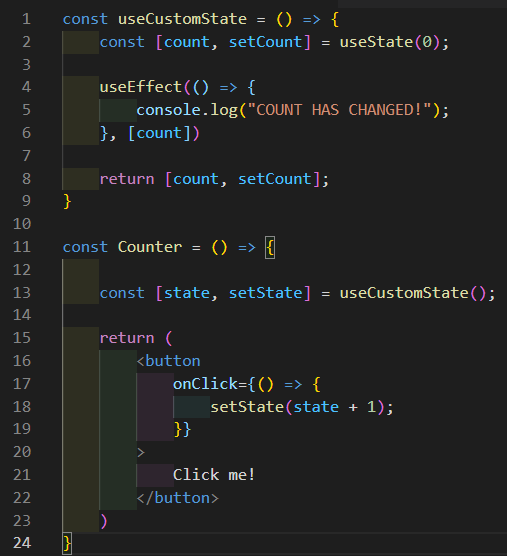 1 const useCustomState = () => {
2     const [count, setCount] = useState(0);
3
4     useEffect(() => {
5         console.log("COUNT HAS CHANGED!");
6     }, [count])
7
8     return [count, setCount];
9 }
10
11 const Counter = () => {
12
13     const [state, setState] = useCustomState();
14
15     return (
16         <button
17             onClick={() => {
18                 setState(state + 1);
19             }}
20         >
21             Click me!
22         </button>
23     )
24 }